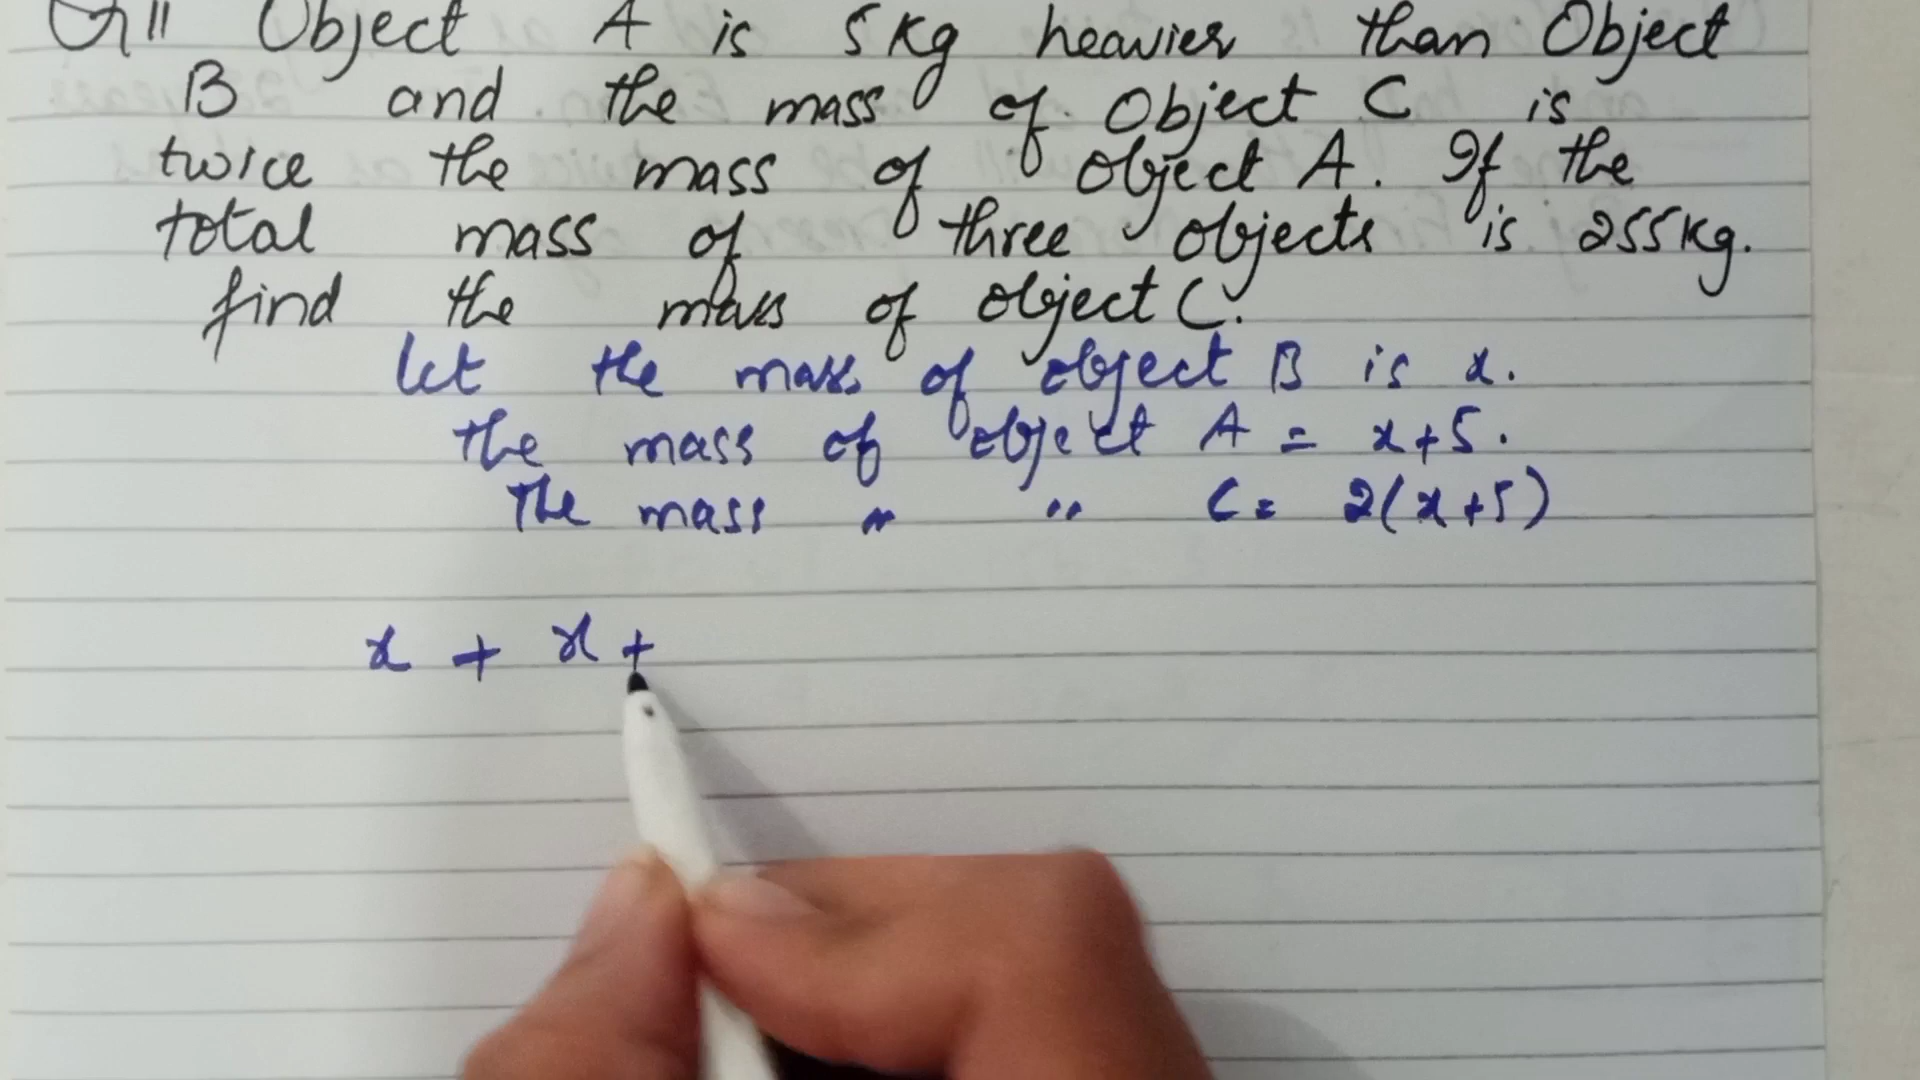 Q11 Object A is 5kg heavier than Object
B and the mass of Object C is
twice the mass of object A. If the
total mass of three objects is 255kg.
find the mass of object C.
let the mass of object B is x.
the mass of object A = x+5.
The mass " " C = 2(x+5)
x + x +